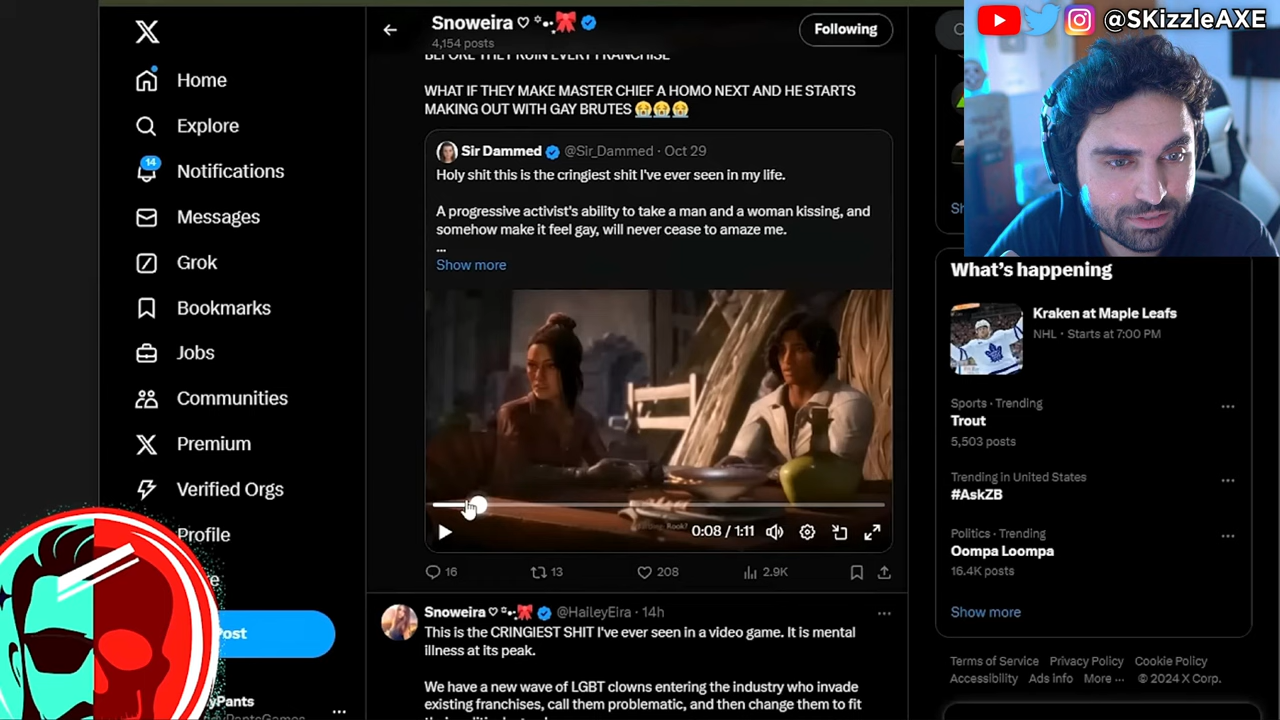 @SKizzleAXE
Snoweira
4,154 posts
Following
Home
Explore
14
Notifications
Messages
Grok
Bookmarks
Jobs
Communities
Premium
Verified Orgs
Profile
BEFORE THEY RUIN EVERY FRANCHISE
WHAT IF THEY MAKE MASTER CHIEF A HOMO NEXT AND HE STARTS
MAKING OUT WITH GAY BRUTES 😭😭😭
Sir Dammed @Sir_Dammed · Oct 29
Holy shit this is the cringiest shit I've ever seen in my life.
A progressive activist's ability to take a man and a woman kissing, and
somehow make it feel gay, will never cease to amaze me.
...
Show more
0:08 / 1:11
16
13
208
2.9K
Snoweira @HalleyEira · 14h
This is the CRINGIEST SHIT I've ever seen in a video game. It is mental
illness at its peak.
We have a new wave of LGBT clowns entering the industry who invade
existing franchises, call them problematic, and then change them to fit
What's happening
Kraken at Maple Leafs
NHL · Starts at 7:00 PM
Sports · Trending
Trout
5,503 posts
Trending in United States
#AskZB
Politics · Trending
Oompa Loompa
16.4K posts
Show more
Terms of Service Privacy Policy Cookie Policy
Accessibility Ads info More ··· © 2024 X Corp.